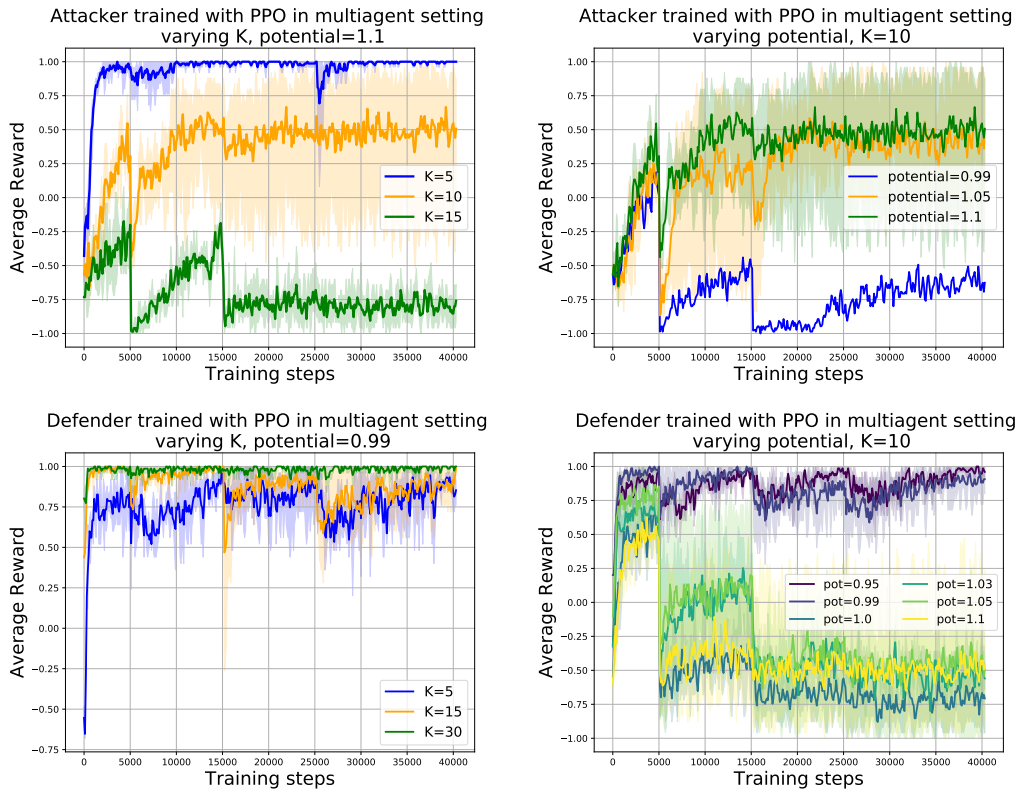 Attacker trained with PPO in multiagent setting
varying K, potential=1.1
1.00
0.75
0.50
0.25
0.00
−0.25
−0.50
−0.75
−1.00
Average Reward
K=5
K=10
K=15
0 5000 10000 15000 20000 25000 30000 35000 40000
Training steps
Attacker trained with PPO in multiagent setting
varying potential, K=10
1.00
0.75
0.50
0.25
0.00
−0.25
−0.50
−0.75
−1.00
Average Reward
potential=0.99
potential=1.05
potential=1.1
0 5000 10000 15000 20000 25000 30000 35000 40000
Training steps
Defender trained with PPO in multiagent setting
varying K, potential=0.99
1.00
0.75
0.50
0.25
0.00
−0.25
−0.50
−0.75
Average Reward
K=5
K=15
K=30
0 5000 10000 15000 20000 25000 30000 35000 40000
Training steps
Defender trained with PPO in multiagent setting
varying potential, K=10
1.00
0.75
0.50
0.25
0.00
−0.25
−0.50
−0.75
−1.00
Average Reward
pot=0.95 pot=1.03
pot=0.99 pot=1.05
pot=1.0 pot=1.1
0 5000 10000 15000 20000 25000 30000 35000 40000
Training steps